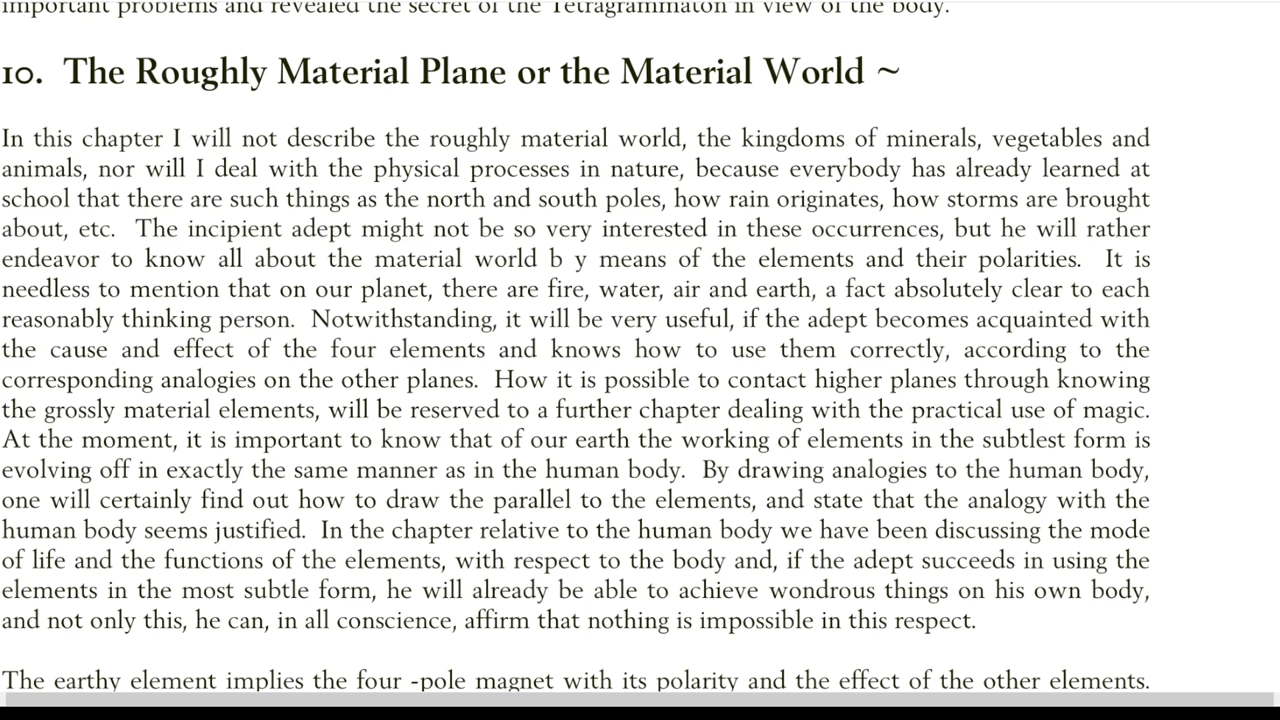 important problems and revealed the secret of the Tetragrammaton in view of the body.
10. The Roughly Material Plane or the Material World ~
In this chapter I will not describe the roughly material world, the kingdoms of minerals, vegetables and
animals, nor will I deal with the physical processes in nature, because everybody has already learned at
school that there are such things as the north and south poles, how rain originates, how storms are brought
about, etc. The incipient adept might not be so very interested in these occurrences, but he will rather
endeavor to know all about the material world b y means of the elements and their polarities. It is
needless to mention that on our planet, there are fire, water, air and earth, a fact absolutely clear to each
reasonably thinking person. Notwithstanding, it will be very useful, if the adept becomes acquainted with
the cause and effect of the four elements and knows how to use them correctly, according to the
corresponding analogies on the other planes. How it is possible to contact higher planes through knowing
the grossly material elements, will be reserved to a further chapter dealing with the practical use of magic.
At the moment, it is important to know that of our earth the working of elements in the subtlest form is
evolving off in exactly the same manner as in the human body. By drawing analogies to the human body,
one will certainly find out how to draw the parallel to the elements, and state that the analogy with the
human body seems justified. In the chapter relative to the human body we have been discussing the mode
of life and the functions of the elements, with respect to the body and, if the adept succeeds in using the
elements in the most subtle form, he will already be able to achieve wondrous things on his own body,
and not only this, he can, in all conscience, affirm that nothing is impossible in this respect.
The earthy element implies the four -pole magnet with its polarity and the effect of the other elements.